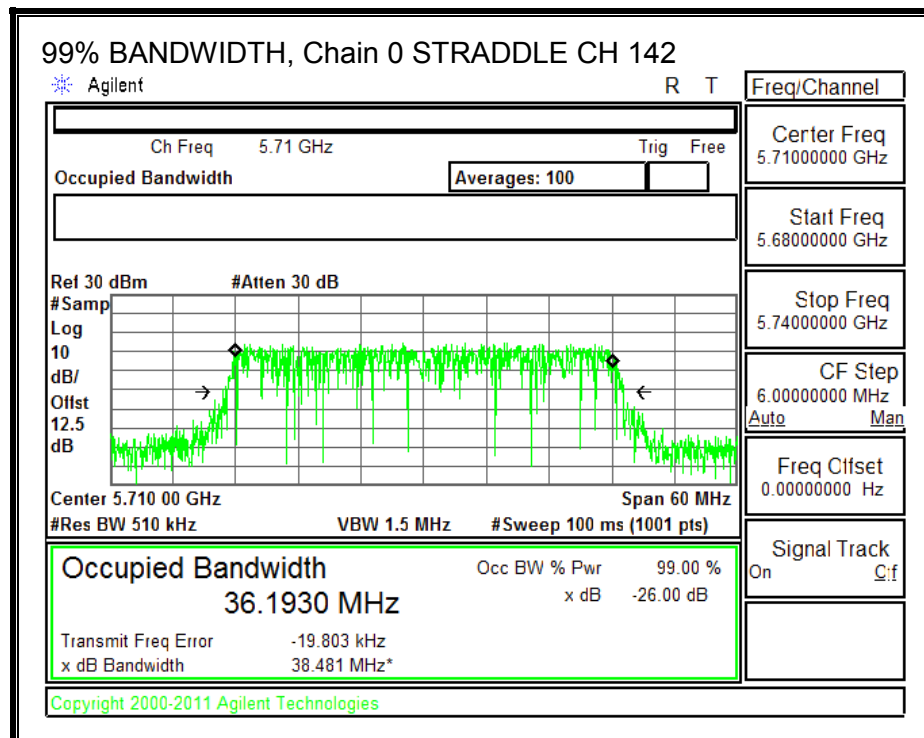 99% BANDWIDTH, Chain 0 STRADDLE CH 142
Agilent R T
Freq/Channel
Ch Freq 5.71 GHz Trig Free
Occupied Bandwidth Averages: 100
Center Freq
5.71000000 GHz
Start Freq
5.68000000 GHz
Stop Freq
5.74000000 GHz
CF Step
6.00000000 MHz
Auto Man
Freq Offset
0.00000000 Hz
Signal Track
On Off
Ref 30 dBm #Atten 30 dB
#Samp
Log
10
dB/
Offst
12.5
dB
Center 5.710 00 GHz Span 60 MHz
#Res BW 510 kHz VBW 1.5 MHz #Sweep 100 ms (1001 pts)
Occupied Bandwidth Occ BW % Pwr 99.00 %
36.1930 MHz x dB -26.00 dB
Transmit Freq Error -19.803 kHz
x dB Bandwidth 38.481 MHz*
Copyright 2000-2011 Agilent Technologies